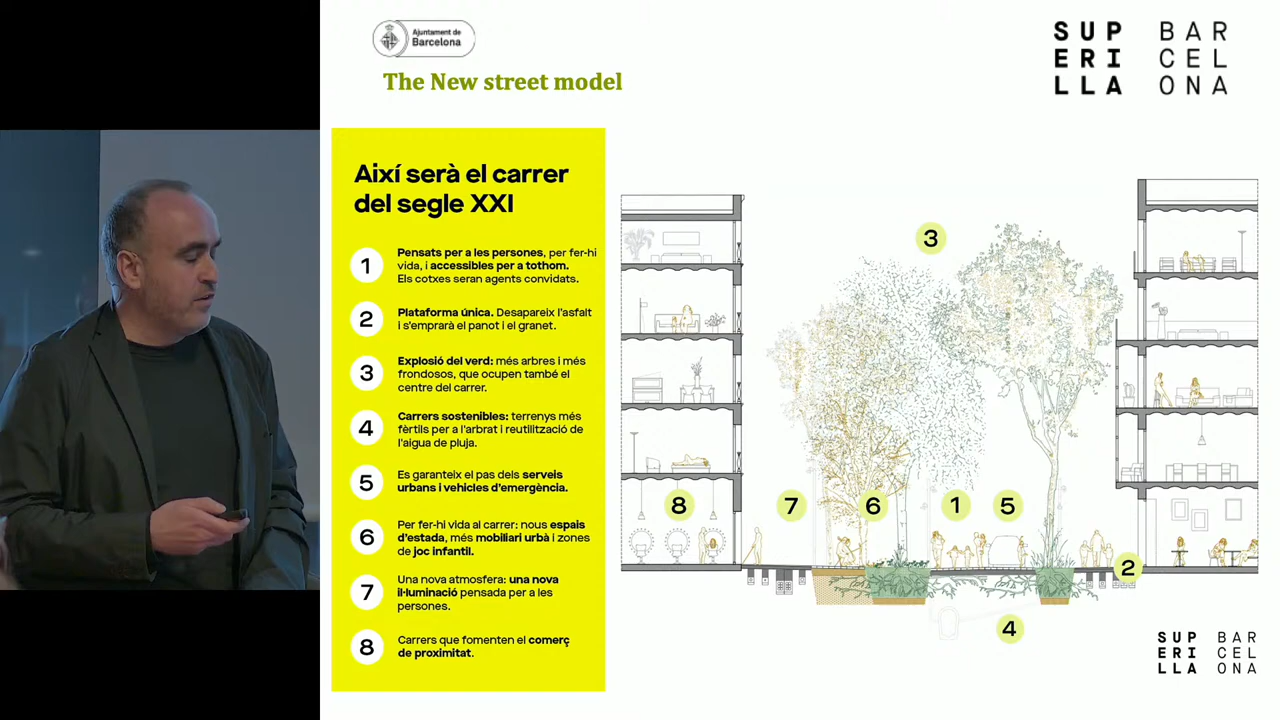 Ajuntament de
Barcelona
SUP BAR
ERI CEL
LLA ONA
The New street model
Així serà el carrer
del segle XXI
1
Pensats per a les persones, per fer-hi
vida, i accessibles per a tothom.
Els cotxes seran agents convidats.
2
Plataforma única. Desapareix l'asfalt
i s'emprarà el panot i el granet.
3
Explosió del verd: més arbres i més
frondosos, que ocupen també el
centre del carrer.
4
Carrers sostenibles: terrenys més
fèrtils per a l'arbrat i reutilització de
l'aigua de pluja.
5
Es garanteix el pas dels serveis
urbans i vehicles d'emergència.
6
Per fer-hi vida al carrer: nous espais
d'estada, més mobiliari urbà i zones
de joc infantil.
7
Una nova atmosfera: una nova
il·luminació pensada per a les
persones.
8
Carrers que fomenten el comerç
de proximitat.
3
8 7 6 1 5
2
4
SUP BAR
ERI CEL
LLA ONA